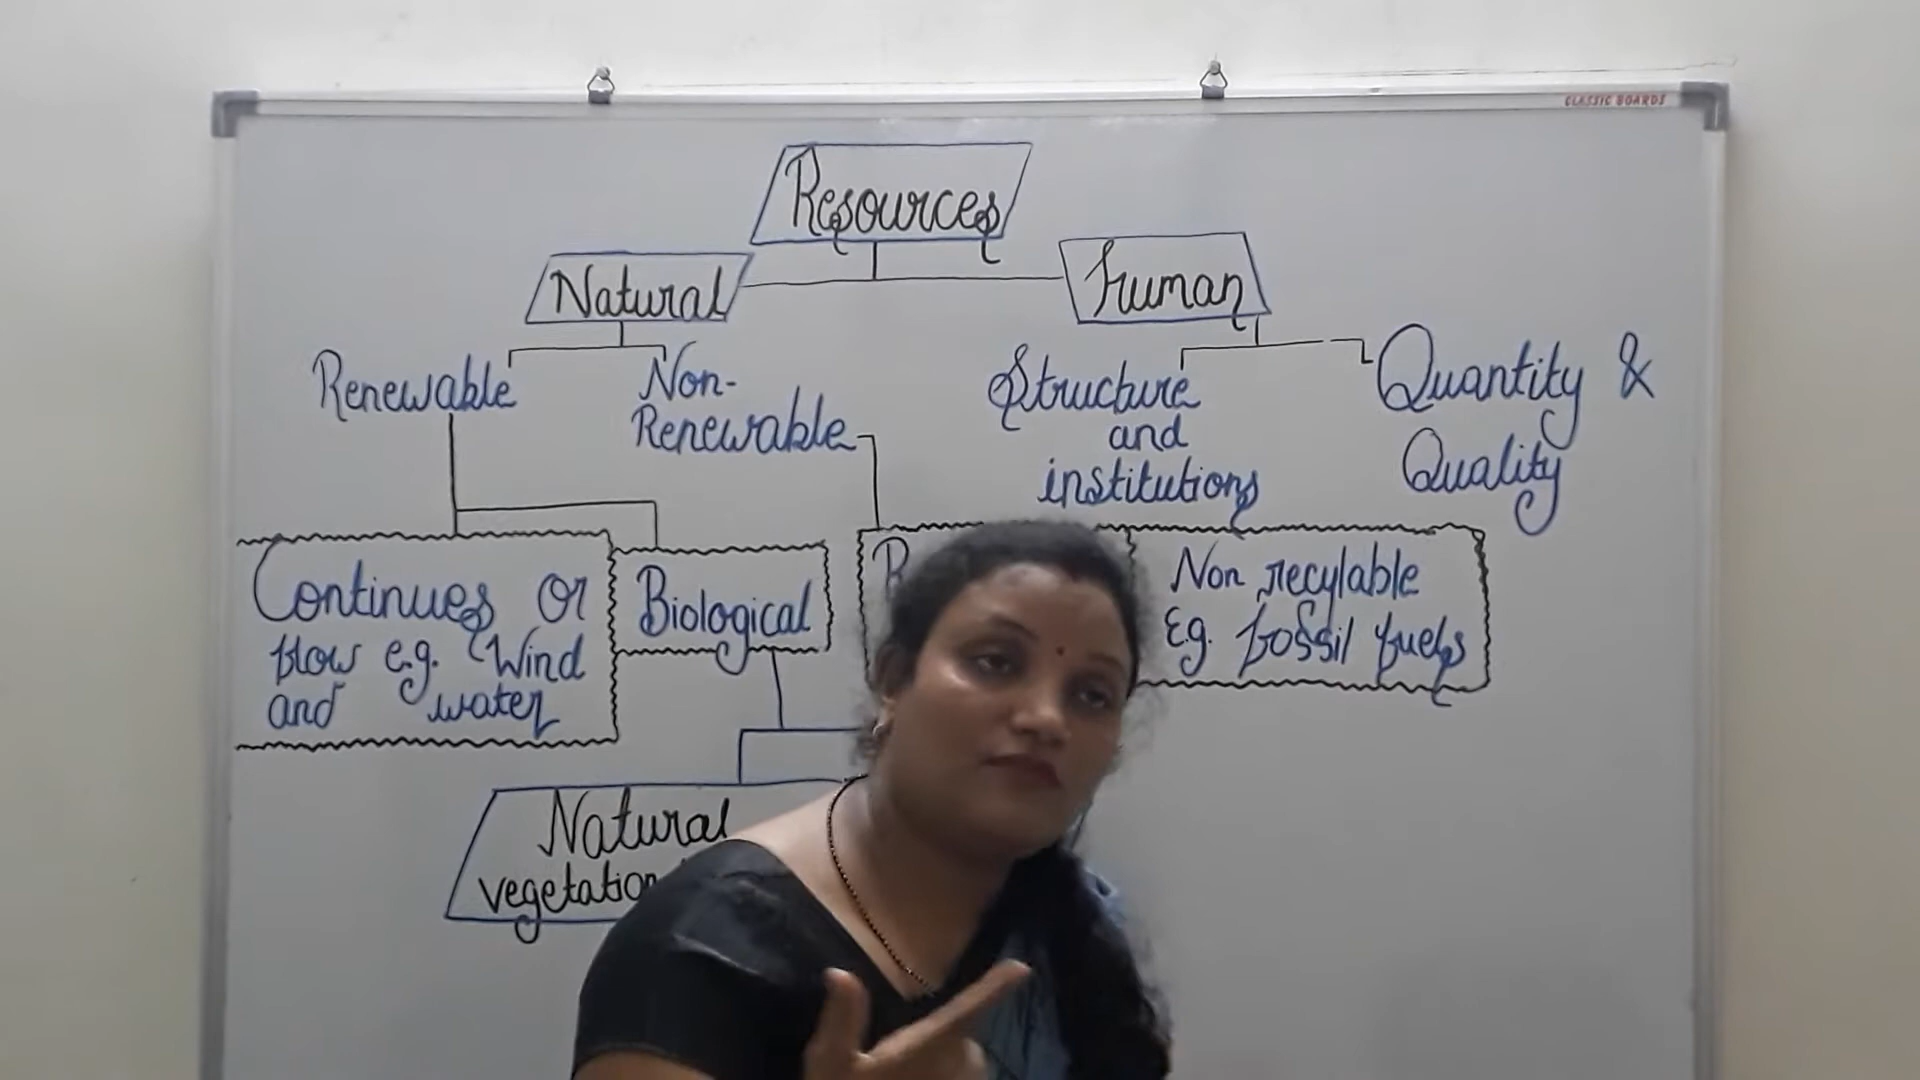 CLASSIC BOARDS
Resources
Natural
Human
Renewable
Non-
Renewable
Structure
and
institutions
Quantity &
Quality
Continues or
flow e.g. Wind
and water
Biological
Non recylable
E.g. fossil fuels
Natural
vegetation